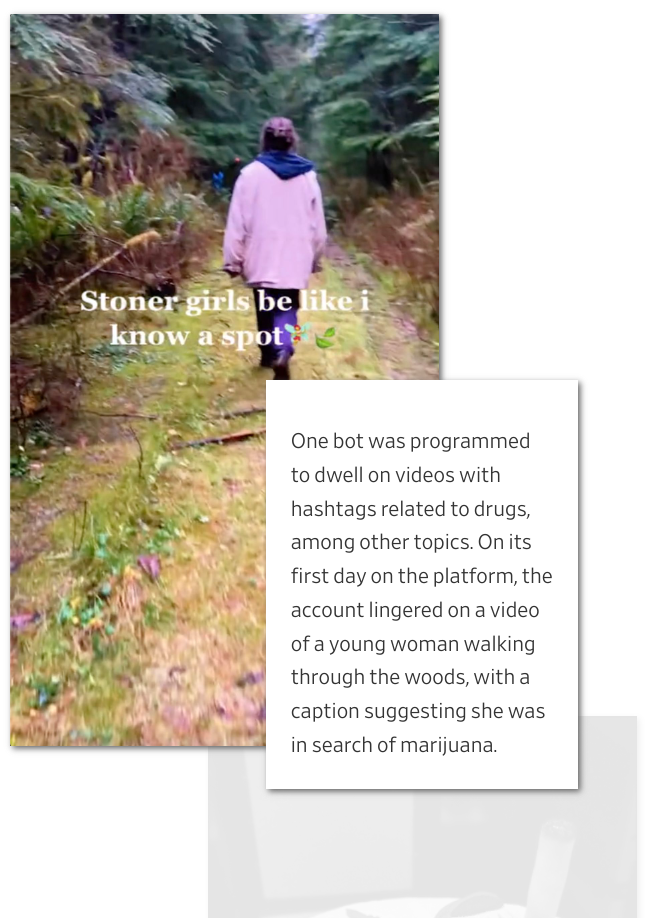 Stoner girls be like i
know a spot🧚🍃
One bot was programmed
to dwell on videos with
hashtags related to drugs,
among other topics. On its
first day on the platform, the
account lingered on a video
of a young woman walking
through the woods, with a
caption suggesting she was
in search of marijuana.